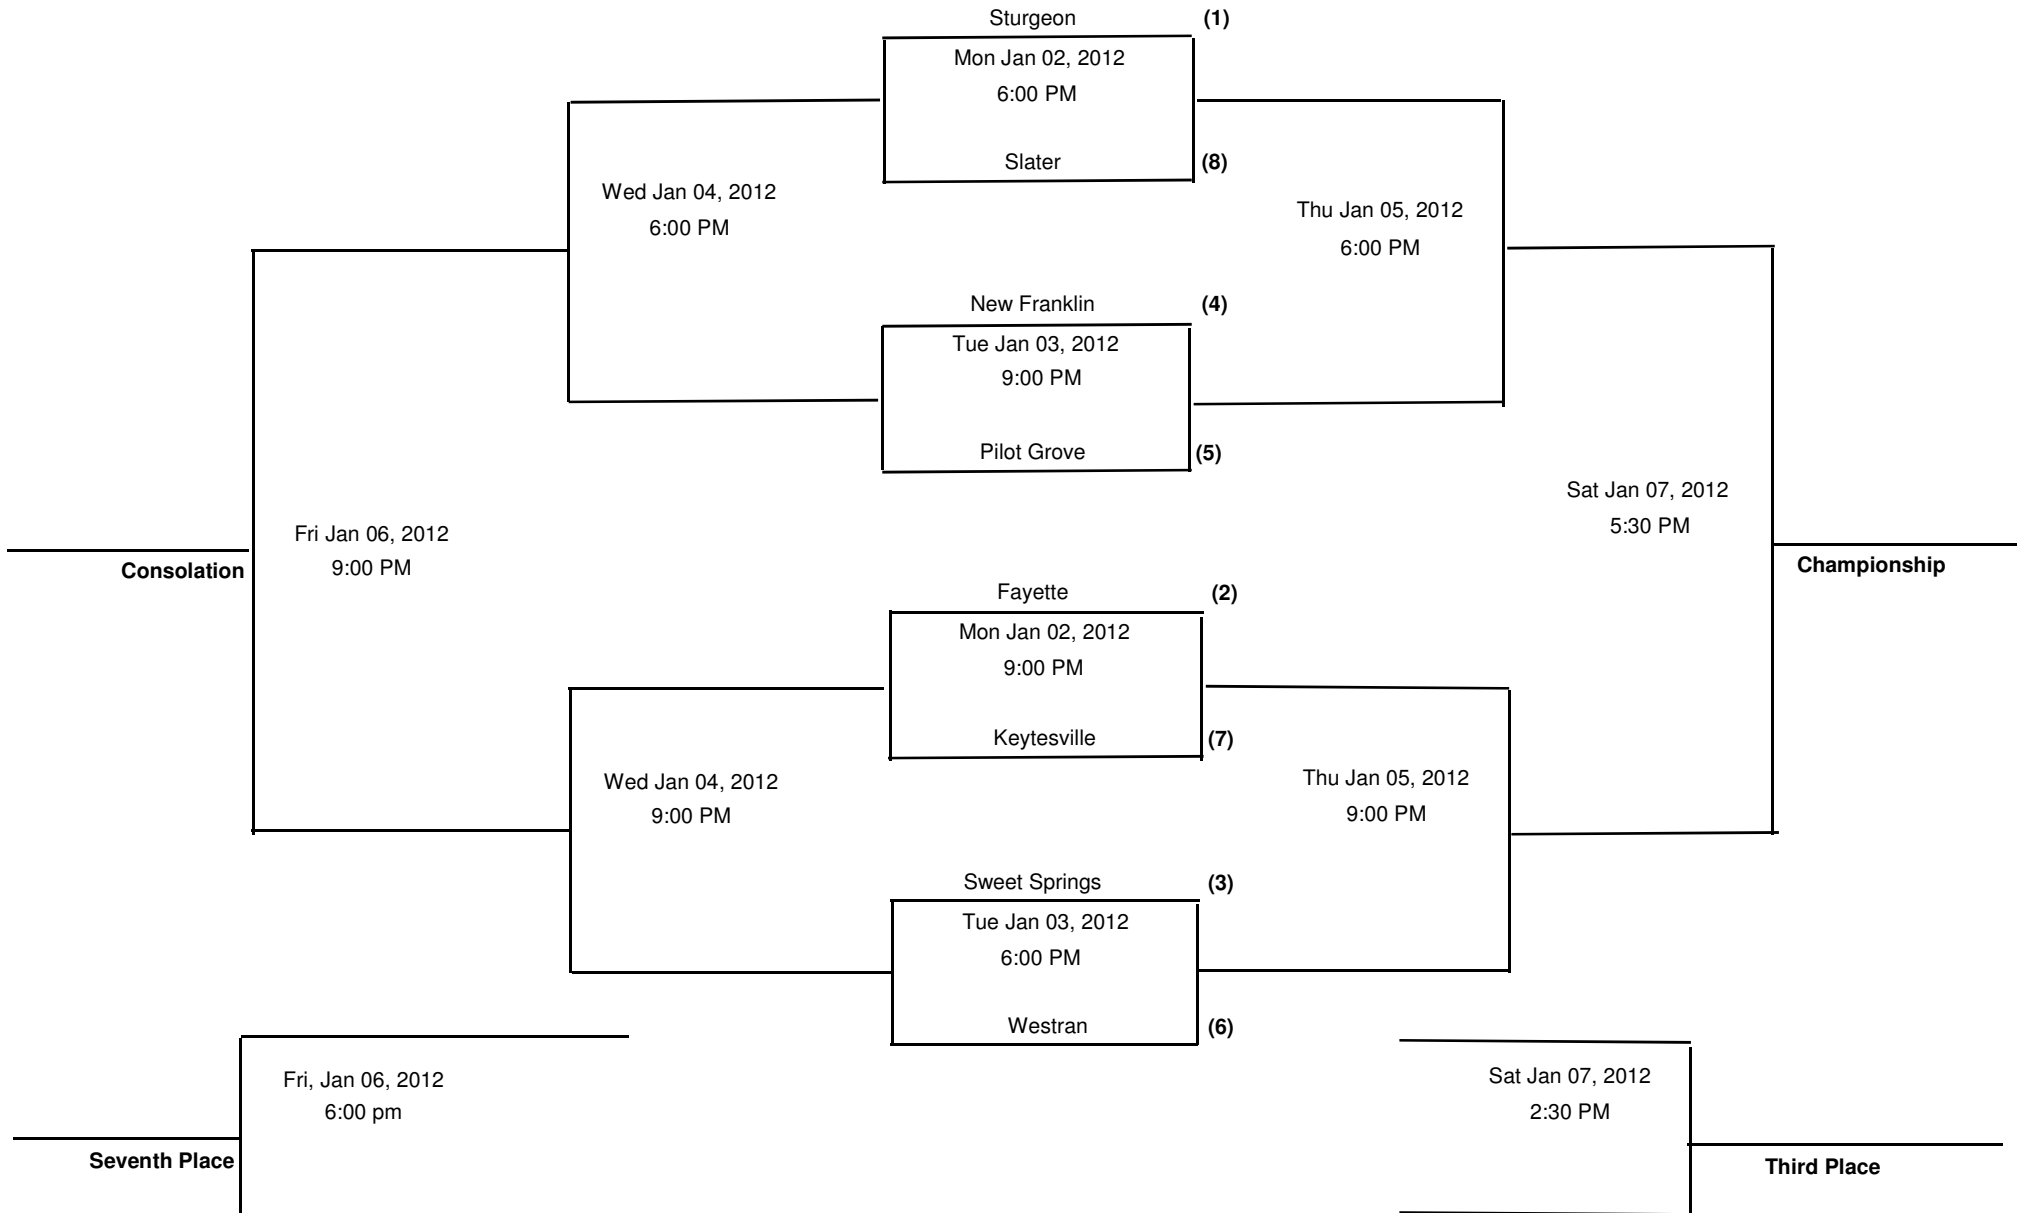 Sturgeon (1)
Mon Jan 02, 2012
6:00 PM
Slater (8)
Wed Jan 04, 2012
6:00 PM
Thu Jan 05, 2012
6:00 PM
New Franklin (4)
Tue Jan 03, 2012
9:00 PM
Pilot Grove (5)
Sat Jan 07, 2012
5:30 PM
Fri Jan 06, 2012
9:00 PM
Consolation
Championship
Fayette (2)
Mon Jan 02, 2012
9:00 PM
Keytesville (7)
Wed Jan 04, 2012
9:00 PM
Thu Jan 05, 2012
9:00 PM
Sweet Springs (3)
Tue Jan 03, 2012
6:00 PM
Westran (6)
Fri, Jan 06, 2012
6:00 pm
Seventh Place
Sat Jan 07, 2012
2:30 PM
Third Place